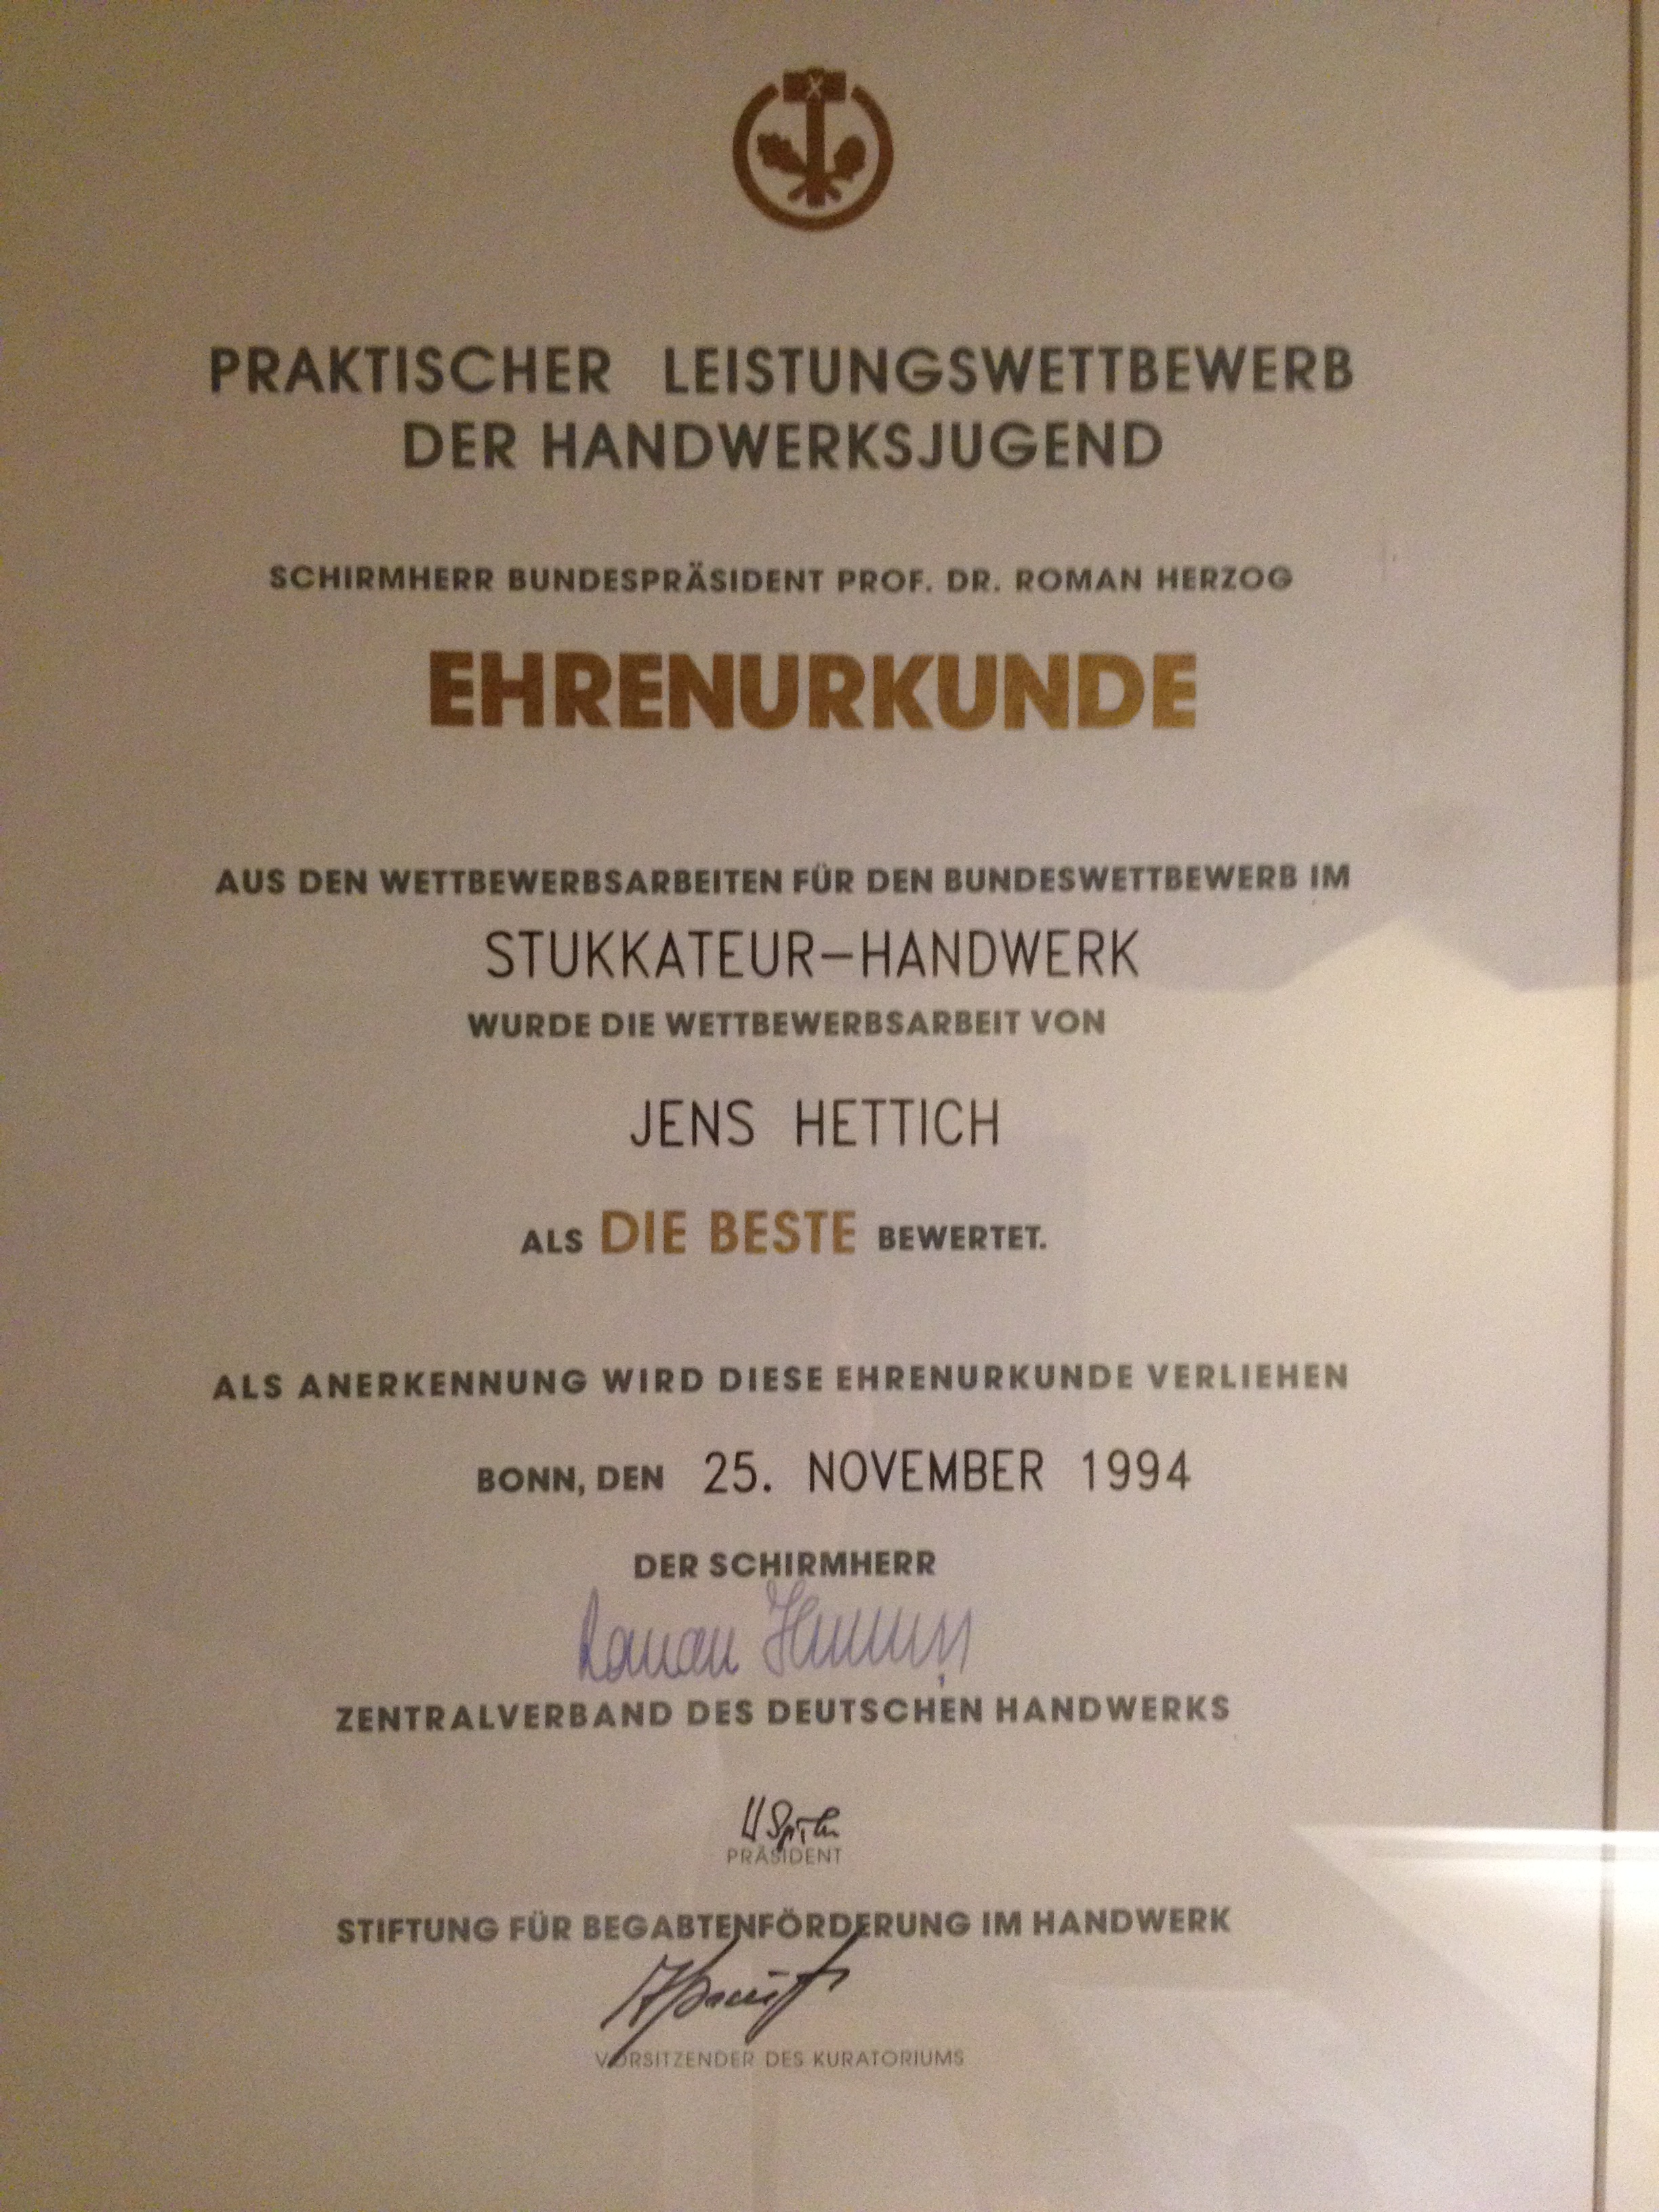 PRAKTISCHER LEISTUNGSWETTBEWERB
DER HANDWERKSJUGEND
SCHIRMHERR BUNDESPRÄSIDENT PROF. DR. ROMAN HERZOG
EHRENURKUNDE
AUS DEN WETTBEWERBSARBEITEN FÜR DEN BUNDESWETTBEWERB IM
STUKKATEUR-HANDWERK
WURDE DIE WETTBEWERBSARBEIT VON
JENS HETTICH
ALS DIE BESTE BEWERTET.
ALS ANERKENNUNG WIRD DIESE EHRENURKUNDE VERLIEHEN
BONN, DEN 25. NOVEMBER 1994
DER SCHIRMHERR
Roman Herzog
ZENTRALVERBAND DES DEUTSCHEN HANDWERKS
PRÄSIDENT
STIFTUNG FÜR BEGABTENFÖRDERUNG IM HANDWERK
VORSITZENDER DES KURATORIUMS